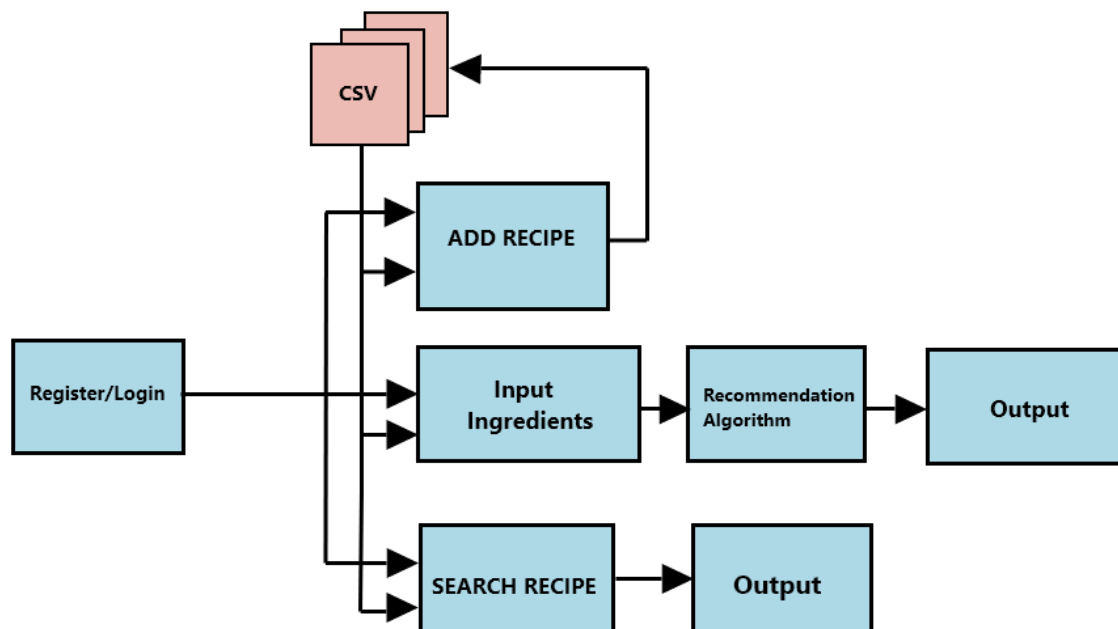 CSV
ADD RECIPE
Register/Login
Input
Ingredients
Recommendation
Algorithm
Output
SEARCH RECIPE
Output